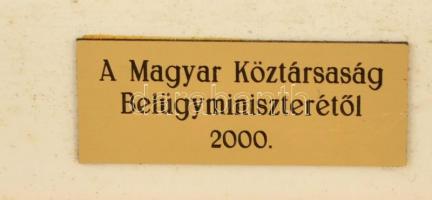 A Magyar Köztársaság
Belügyminiszterétől
2000.